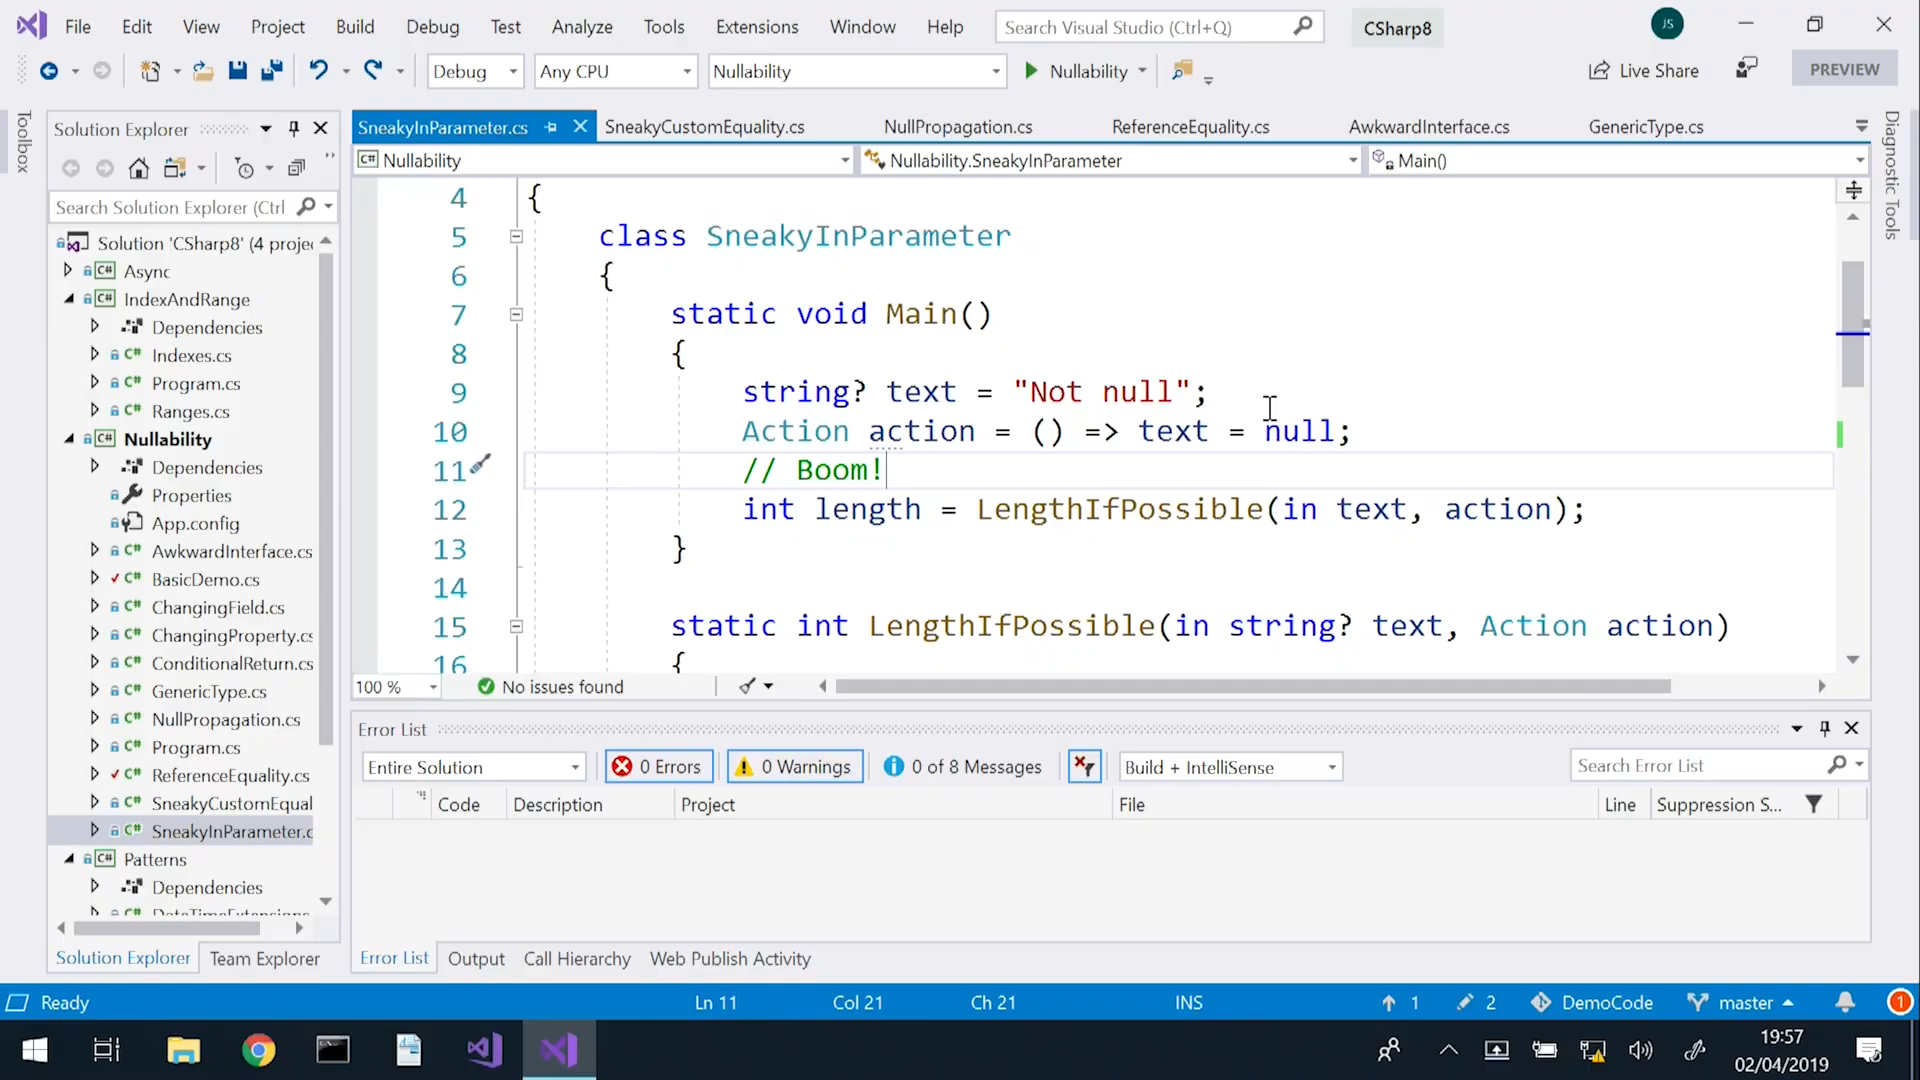 File Edit View Project Build Debug Test Analyze Tools Extensions Window Help Search Visual Studio (Ctrl+Q) CSharp8 JS
Debug Any CPU Nullability Nullability Live Share PREVIEW
Toolbox
Solution Explorer
Search Solution Explorer (Ctrl
Solution 'CSharp8' (4 proje
C# Async
C# IndexAndRange
Dependencies
C# Indexes.cs
C# Program.cs
C# Ranges.cs
C# Nullability
Dependencies
Properties
App.config
C# AwkwardInterface.cs
C# BasicDemo.cs
C# ChangingField.cs
C# ChangingProperty.cs
C# ConditionalReturn.cs
C# GenericType.cs
C# NullPropagation.cs
C# Program.cs
C# ReferenceEquality.cs
C# SneakyCustomEqual
C# SneakyInParameter.c
C# Patterns
Dependencies
C# DateTimeExtensions
Solution Explorer Team Explorer
SneakyInParameter.cs SneakyCustomEquality.cs NullPropagation.cs ReferenceEquality.cs AwkwardInterface.cs GenericType.cs
C# Nullability Nullability.SneakyInParameter Main()
4 {
5 class SneakyInParameter
6 {
7 static void Main()
8 {
9 string? text = "Not null";
10 Action action = () => text = null;
11 // Boom!
12 int length = LengthIfPossible(in text, action);
13 }
14
15 static int LengthIfPossible(in string? text, Action action)
16 {
100 % No issues found
Error List
Entire Solution 0 Errors 0 Warnings 0 of 8 Messages Build + IntelliSense Search Error List
Code Description Project File Line Suppression S...
Error List Output Call Hierarchy Web Publish Activity
Diagnostic Tools
Ready Ln 11 Col 21 Ch 21 INS 1 2 DemoCode master 1
19:57
02/04/2019